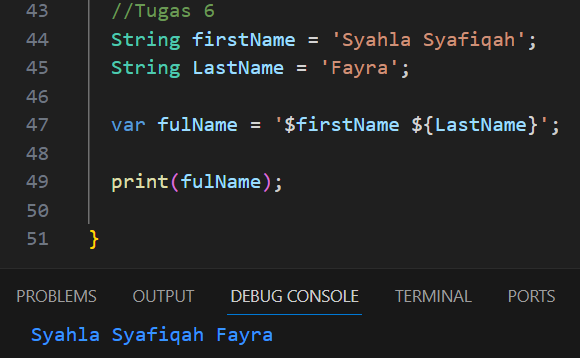 43 //Tugas 6
44 String firstName = 'Syahla Syafiqah';
45 String LastName = 'Fayra';
46
47 var fulName = '$firstName ${LastName}';
48
49 print(fulName);
50
51 }
PROBLEMS OUTPUT DEBUG CONSOLE TERMINAL PORTS
Syahla Syafiqah Fayra